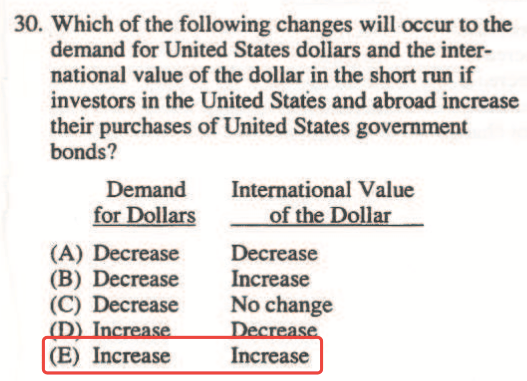 30. Which of the following changes will occur to the
demand for United States dollars and the inter-
national value of the dollar in the short run if
investors in the United States and abroad increase
their purchases of United States government
bonds?
Demand International Value
for Dollars of the Dollar
(A) Decrease Decrease
(B) Decrease Increase
(C) Decrease No change
(D) Increase Decrease
(E) Increase Increase